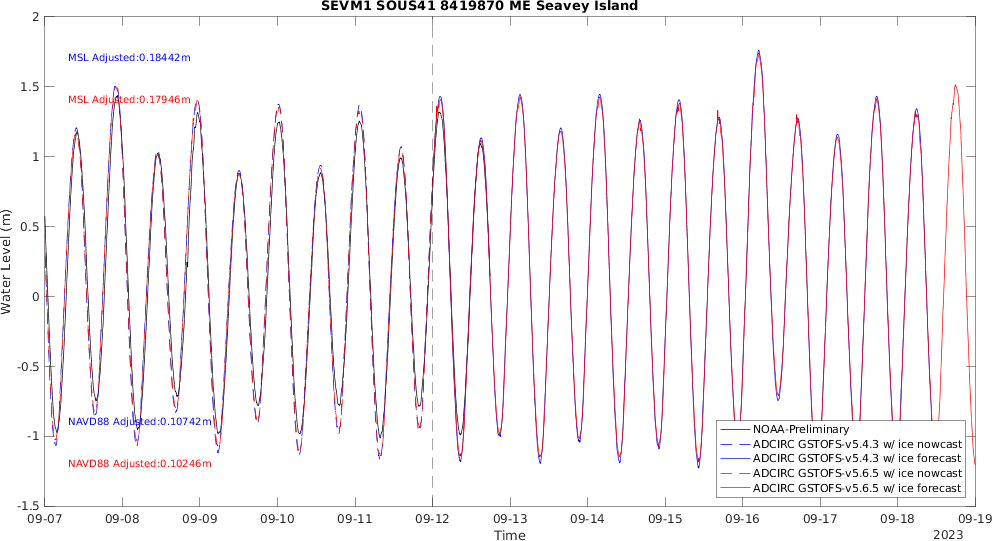 SEVM1 SOUS41 8419870 ME Seavey Island
2
1.5
1
0.5
0
-0.5
-1
-1.5
Water Level (m)
MSL Adjusted:0.18442m
MSL Adjusted:0.17946m
NAVD88 Adjusted:0.10742m
NAVD88 Adjusted:0.10246m
NOAA-Preliminary
ADCIRC GSTOFS-v5.4.3 w/ ice nowcast
ADCIRC GSTOFS-v5.4.3 w/ ice forecast
ADCIRC GSTOFS-v5.6.5 w/ ice nowcast
ADCIRC GSTOFS-v5.6.5 w/ ice forecast
09-07 09-08 09-09 09-10 09-11 09-12 09-13 09-14 09-15 09-16 09-17 09-18 09-19
Time
2023